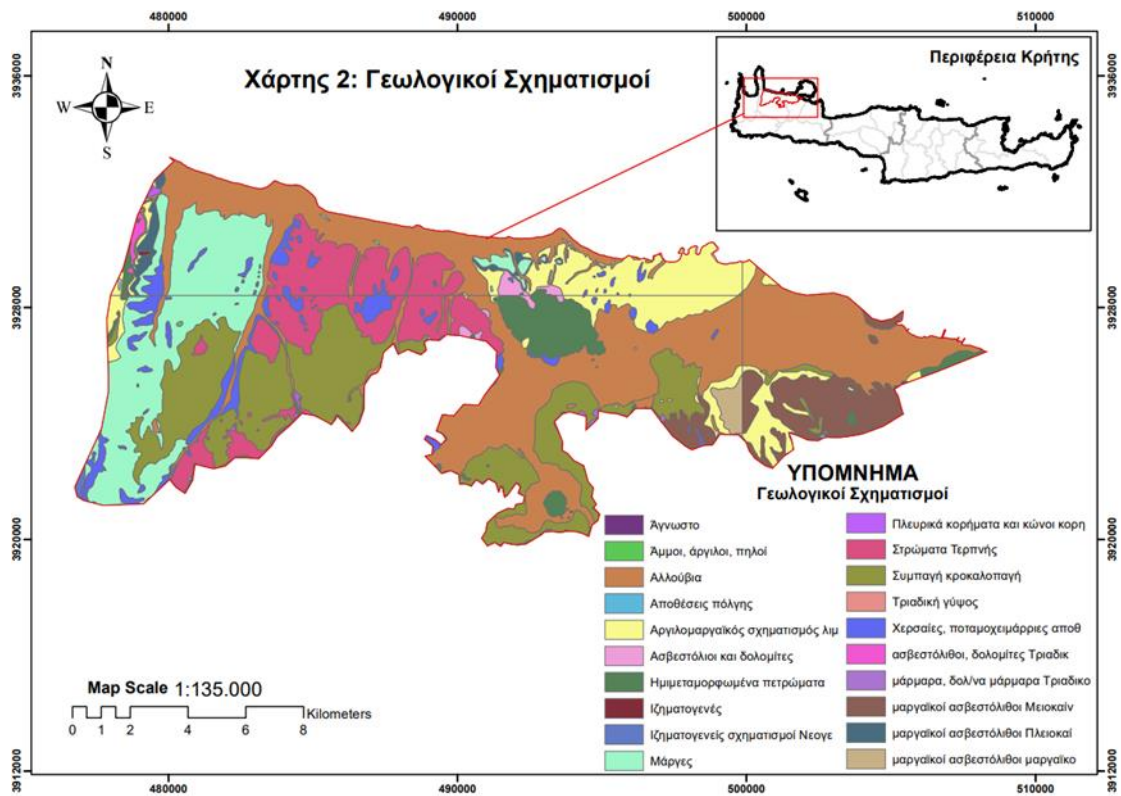 480000 490000 500000 510000
3936000 3936000
Χάρτης 2: Γεωλογικοί Σχηματισμοί
Περιφέρεια Κρήτης
N
W E
S
3928000 3928000
ΥΠΟΜΝΗΜΑ
Γεωλογικοί Σχηματισμοί
Άγνωστο
Άμμοι, άργιλοι, πηλοί
Αλλούβια
Αποθέσεις πόλγης
Αργιλομαργαϊκός σχηματισμός λιμ
Ασβεστόλιοι και δολομίτες
Ημιμεταμορφωμένα πετρώματα
Ιζηματογενές
Ιζηματογενείς σχηματισμοί Νεογε
Μάργες
Πλευρικά κορήματα και κώνοι κορη
Στρώματα Τερπνής
Συμπαγή κροκαλοπαγή
Τριαδική γύψος
Χερσαίες, ποταμοχειμάρριες αποθ
ασβεστόλιθοι, δολομίτες Τριαδικ
μάρμαρα, δολ/να μάρμαρα Τριαδικο
μαργαϊκοί ασβεστόλιθοι Μειοκαίν
μαργαϊκοί ασβεστόλιθοι Πλειοκαί
μαργαϊκοί ασβεστόλιθοι μαργαϊκο
3920000 3920000
Map Scale 1:135.000
Kilometers
0 1 2 4 6 8
3912000 3912000
480000 490000 500000 510000